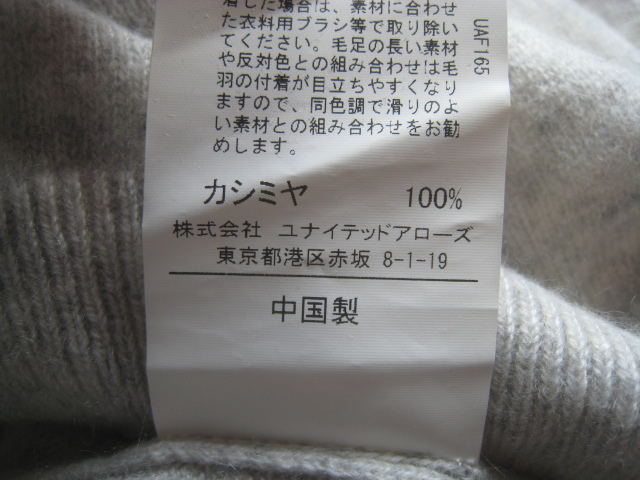 着した場合は、素材に合わせ
た衣料用ブラシ等で取り除い
てください。毛足の長い素材
や反対色との組み合わせは毛
羽の付着が目立ちやすくなり
ますので、同色調で滑りのよ
い素材との組み合わせをお勧
めします。
UAF165
カシミヤ 100%
株式会社 ユナイテッドアローズ
東京都港区赤坂 8-1-19
中国製